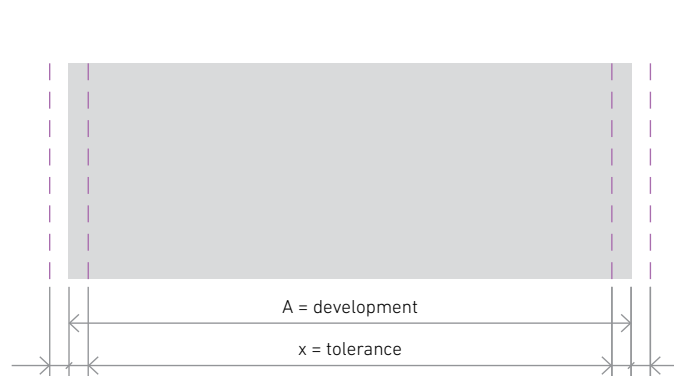 A = development
x = tolerance